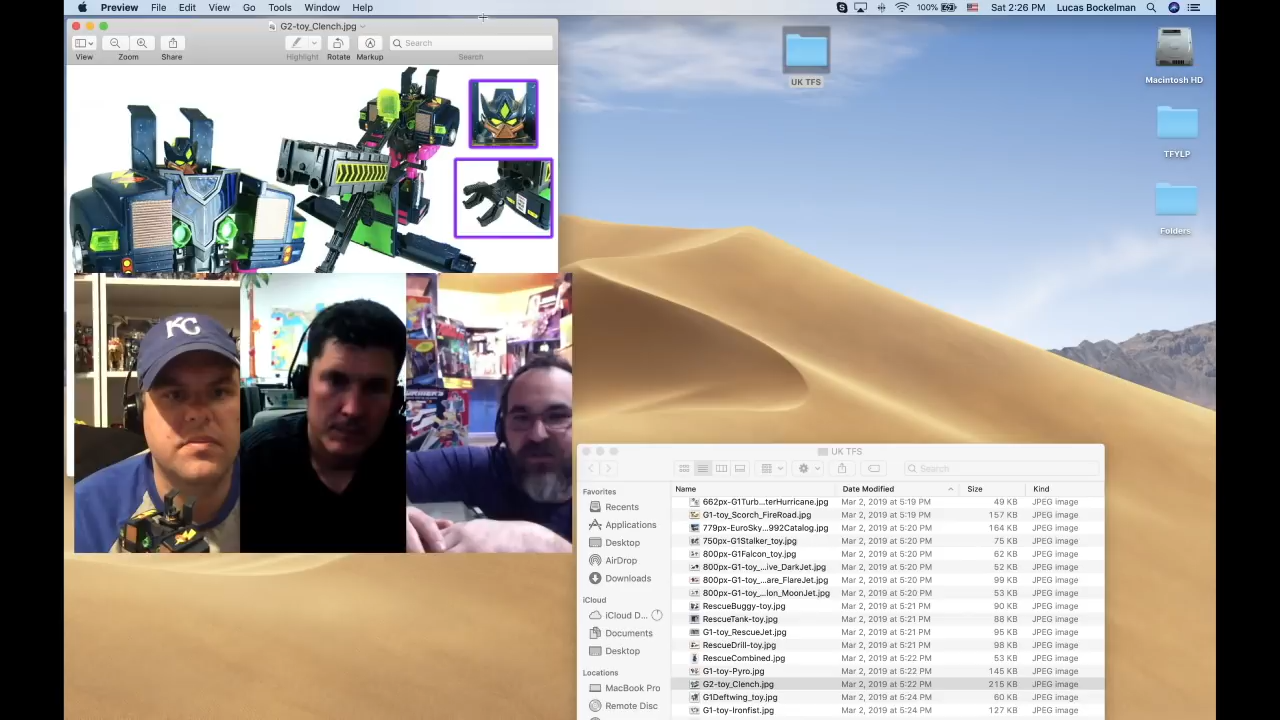 Preview File Edit View Go Tools Window Help
100% Sat 2:26 PM Lucas Bockelman
G2-toy_Clench.jpg
Search
View Zoom Share Highlight Rotate Markup Search
UK TFS
Macintosh HD
TFYLP
Folders
KC
UK TFS
Search
Favorites
Recents
Applications
Desktop
AirDrop
Downloads
iCloud
iCloud D...
Documents
Desktop
Locations
MacBook Pro
Remote Disc
Name Date Modified Size Kind
662px-G1Turb...terHurricane.jpg Mar 2, 2019 at 5:19 PM 49 KB JPEG image
G1-toy_Scorch_FireRoad.jpg Mar 2, 2019 at 5:19 PM 157 KB JPEG image
779px-EuroSky...992Catalog.jpg Mar 2, 2019 at 5:20 PM 164 KB JPEG image
750px-G1Stalker_toy.jpg Mar 2, 2019 at 5:20 PM 75 KB JPEG image
800px-G1Falcon_toy.jpg Mar 2, 2019 at 5:20 PM 62 KB JPEG image
800px-G1-toy_...ive_DarkJet.jpg Mar 2, 2019 at 5:20 PM 52 KB JPEG image
800px-G1-toy_...are_FlareJet.jpg Mar 2, 2019 at 5:20 PM 99 KB JPEG image
800px-G1-toy_...lon_MoonJet.jpg Mar 2, 2019 at 5:20 PM 53 KB JPEG image
RescueBuggy-toy.jpg Mar 2, 2019 at 5:21 PM 90 KB JPEG image
RescueTank-toy.jpg Mar 2, 2019 at 5:21 PM 88 KB JPEG image
G1-toy_RescueJet.jpg Mar 2, 2019 at 5:21 PM 95 KB JPEG image
RescueDrill-toy.jpg Mar 2, 2019 at 5:21 PM 98 KB JPEG image
RescueCombined.jpg Mar 2, 2019 at 5:22 PM 53 KB JPEG image
G1-toy-Pyro.jpg Mar 2, 2019 at 5:22 PM 145 KB JPEG image
G2-toy_Clench.jpg Mar 2, 2019 at 5:22 PM 215 KB JPEG image
G1Deftwing_toy.jpg Mar 2, 2019 at 5:24 PM 60 KB JPEG image
G1-toy-Ironfist.jpg Mar 2, 2019 at 5:24 PM 127 KB JPEG image